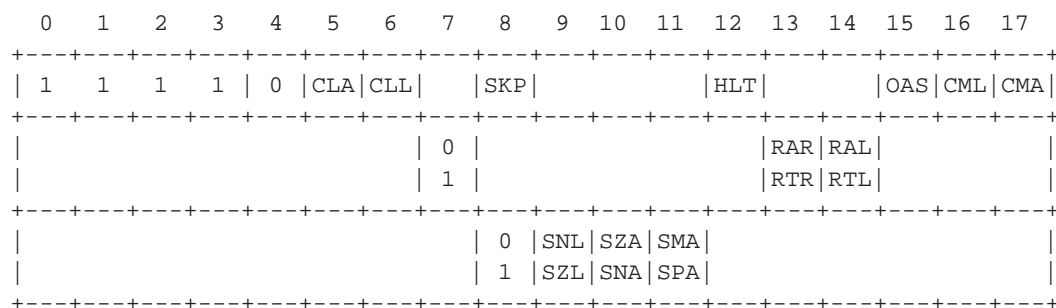 0 1 2 3 4 5 6 7 8 9 10 11 12 13 14 15 16 17
+---+---+---+---+---+---+---+---+---+---+---+---+---+---+---+---+---+---+
| 1 1 1 1 | 0 |CLA|CLL| |SKP| |HLT| |OAS|CML|CMA|
+---+---+---+---+---+---+---+---+---+---+---+---+---+---+---+---+---+---+
| | 0 | |RAR|RAL| |
| | 1 | |RTR|RTL| |
+---+---+---+---+---+---+---+---+---+---+---+---+---+---+---+---+---+---+
| | 0 |SNL|SZA|SMA| |
| | 1 |SZL|SNA|SPA| |
+---+---+---+---+---+---+---+---+---+---+---+---+---+---+---+---+---+---+